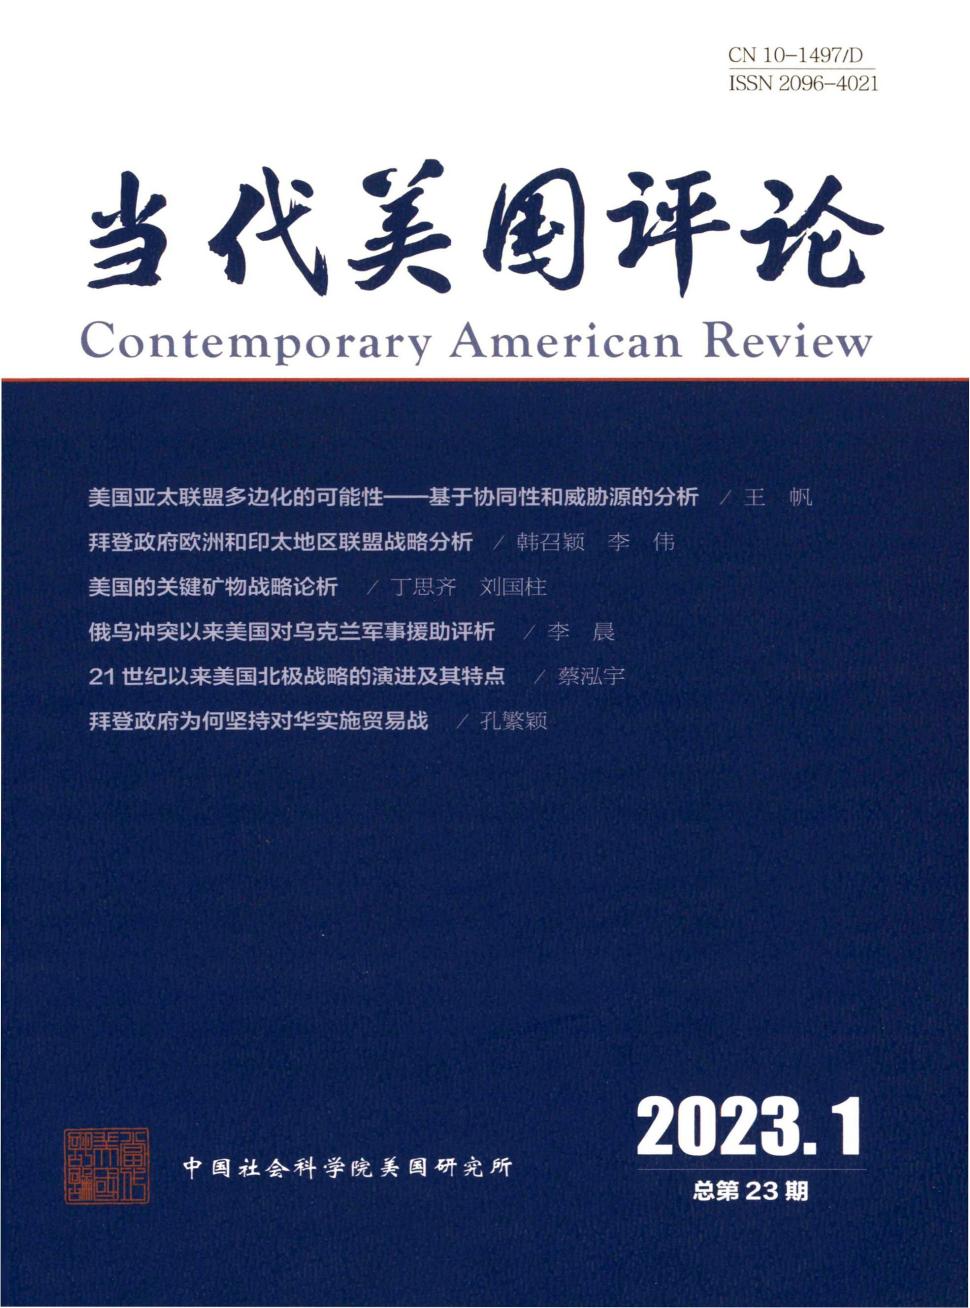 CN 10-1497/D
ISSN 2096-4021
当代美国评论
Contemporary American Review
美国亚太联盟多边化的可能性——基于协同性和威胁源的分析 / 王 帆
拜登政府欧洲和印太地区联盟战略分析 / 韩召颖 李 伟
美国的关键矿物战略论析 / 丁思齐 刘国柱
俄乌冲突以来美国对乌克兰军事援助评析 / 李 晨
21世纪以来美国北极战略的演进及其特点 / 蔡泓宇
拜登政府为何坚持对华实施贸易战 / 孔繁颖
2023.1
当代美国评论
中国社会科学院美国研究所
总第23期